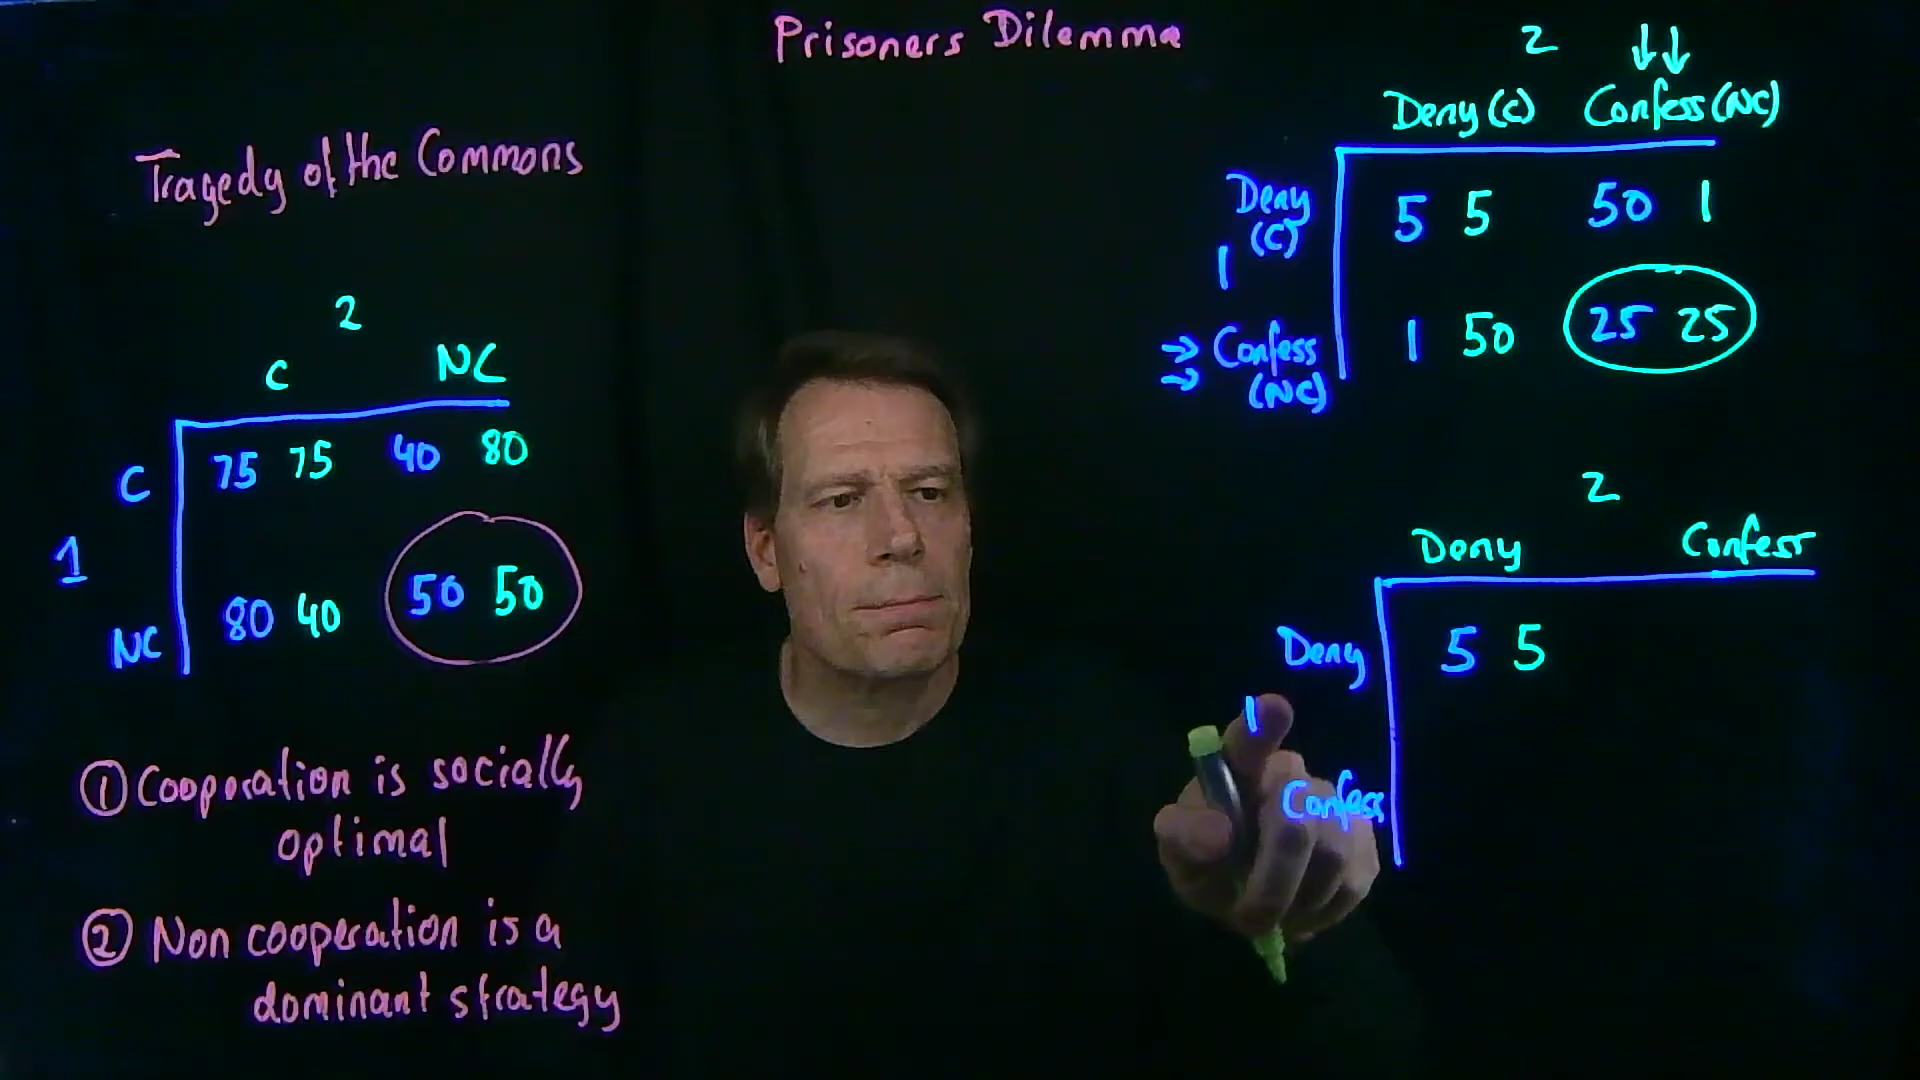 Prisoners Dilemma
Tragedy of the Commons
2
C NC
1
C 75 75 40 80
NC 80 40 50 50
① Cooperation is socially
optimal
② Non cooperation is a
dominant strategy
2
↓↓
Deny (C) Confess (NC)
Deny
(C)
5 5 50 1
1
→ Confess
→ (NC)
1 50 25 25
2
Deny Confess
Deny 5 5
1
Confess